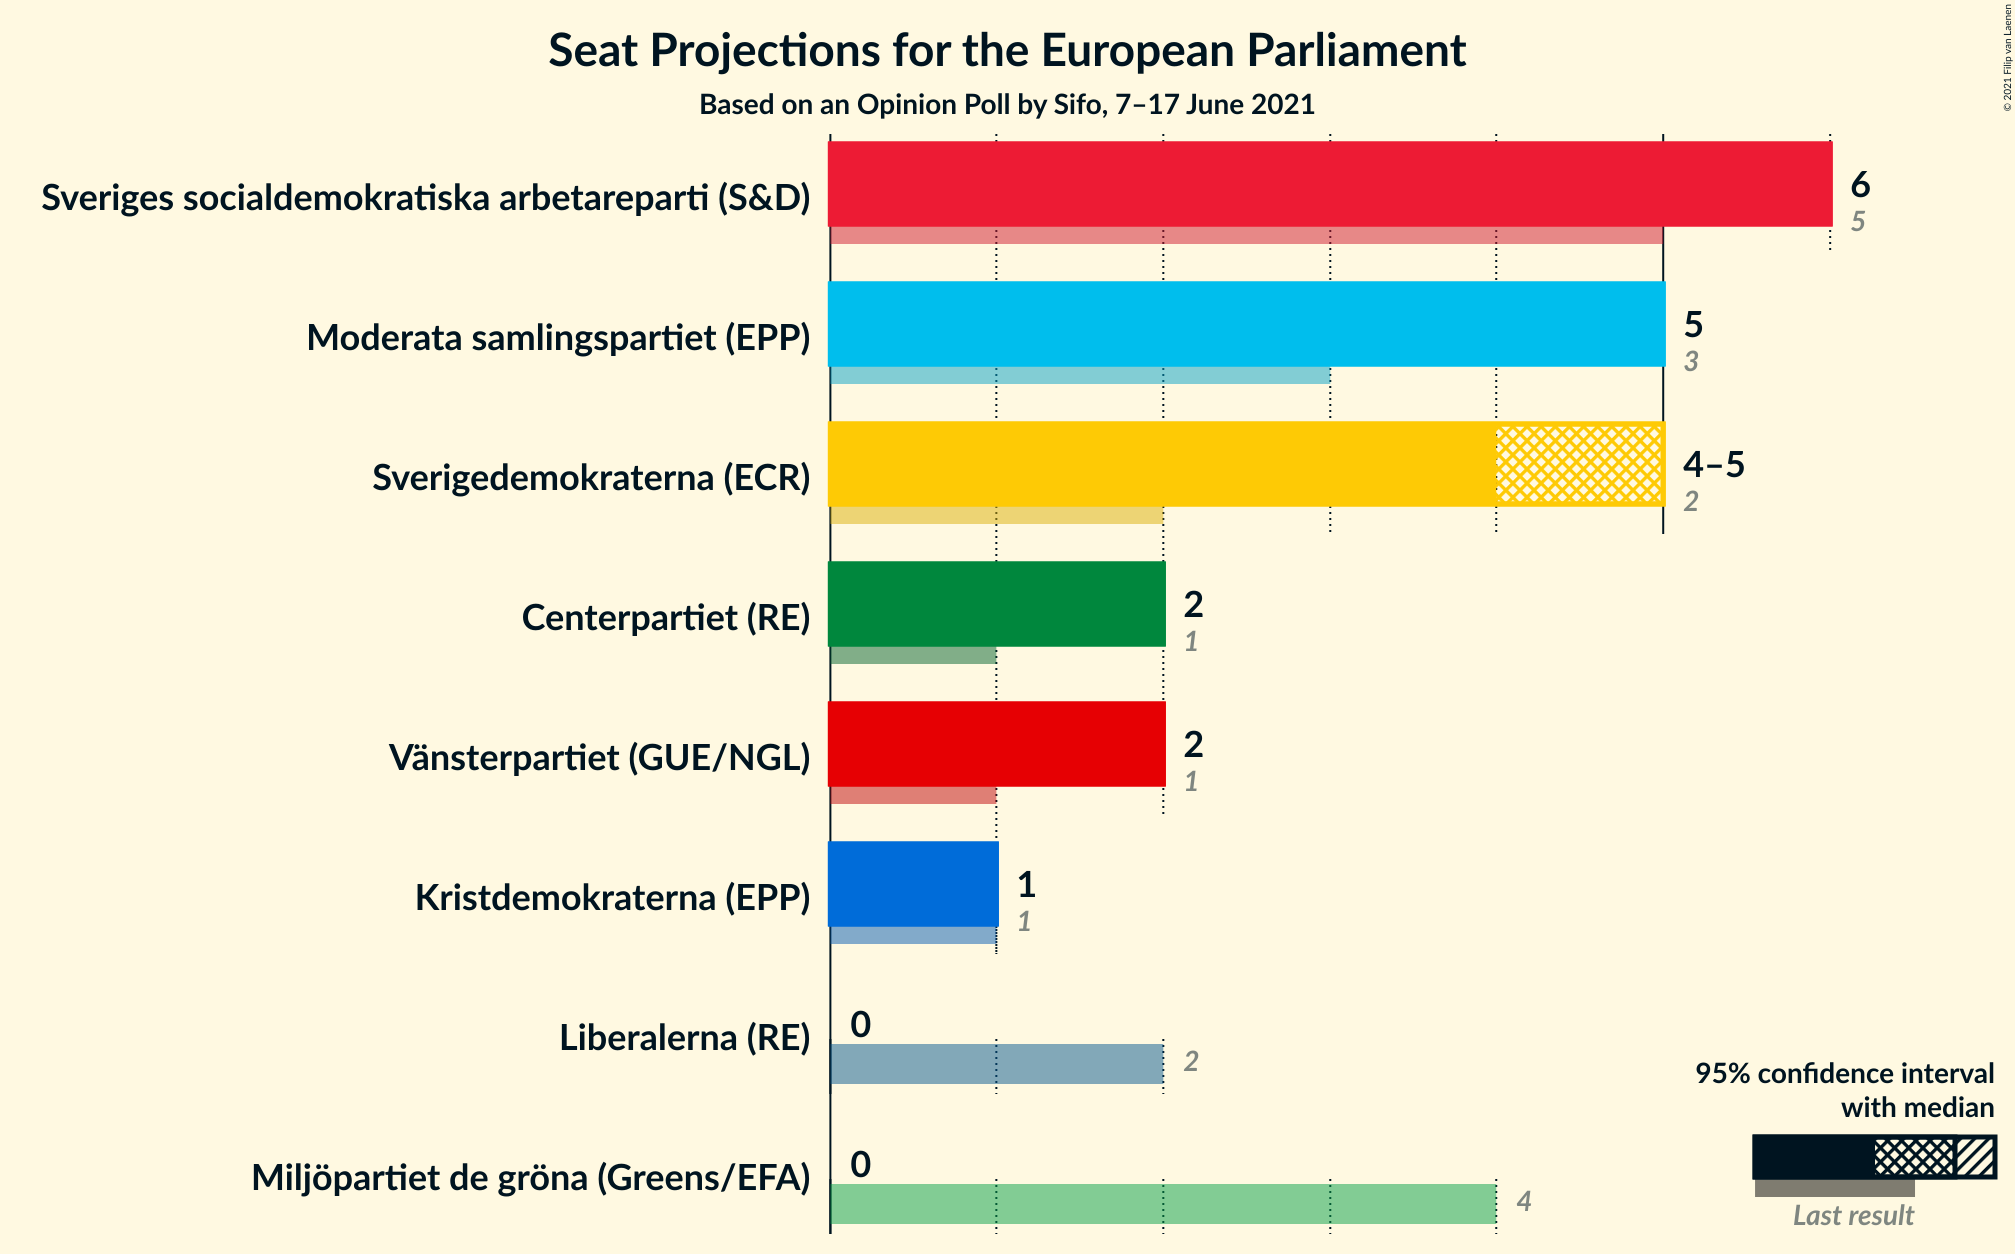 Seat Projections for the European Parliament
Based on an Opinion Poll by Sifo, 7–17 June 2021
© 2021 Filip van Laenen
Sveriges socialdemokratiska arbetareparti (S&D)
6
5
Moderata samlingspartiet (EPP)
5
3
Sverigedemokraterna (ECR)
4–5
2
Centerpartiet (RE)
2
1
Vänsterpartiet (GUE/NGL)
2
1
Kristdemokraterna (EPP)
1
1
Liberalerna (RE)
0
2
Miljöpartiet de gröna (Greens/EFA)
0
4
95% confidence interval
with median
Last result